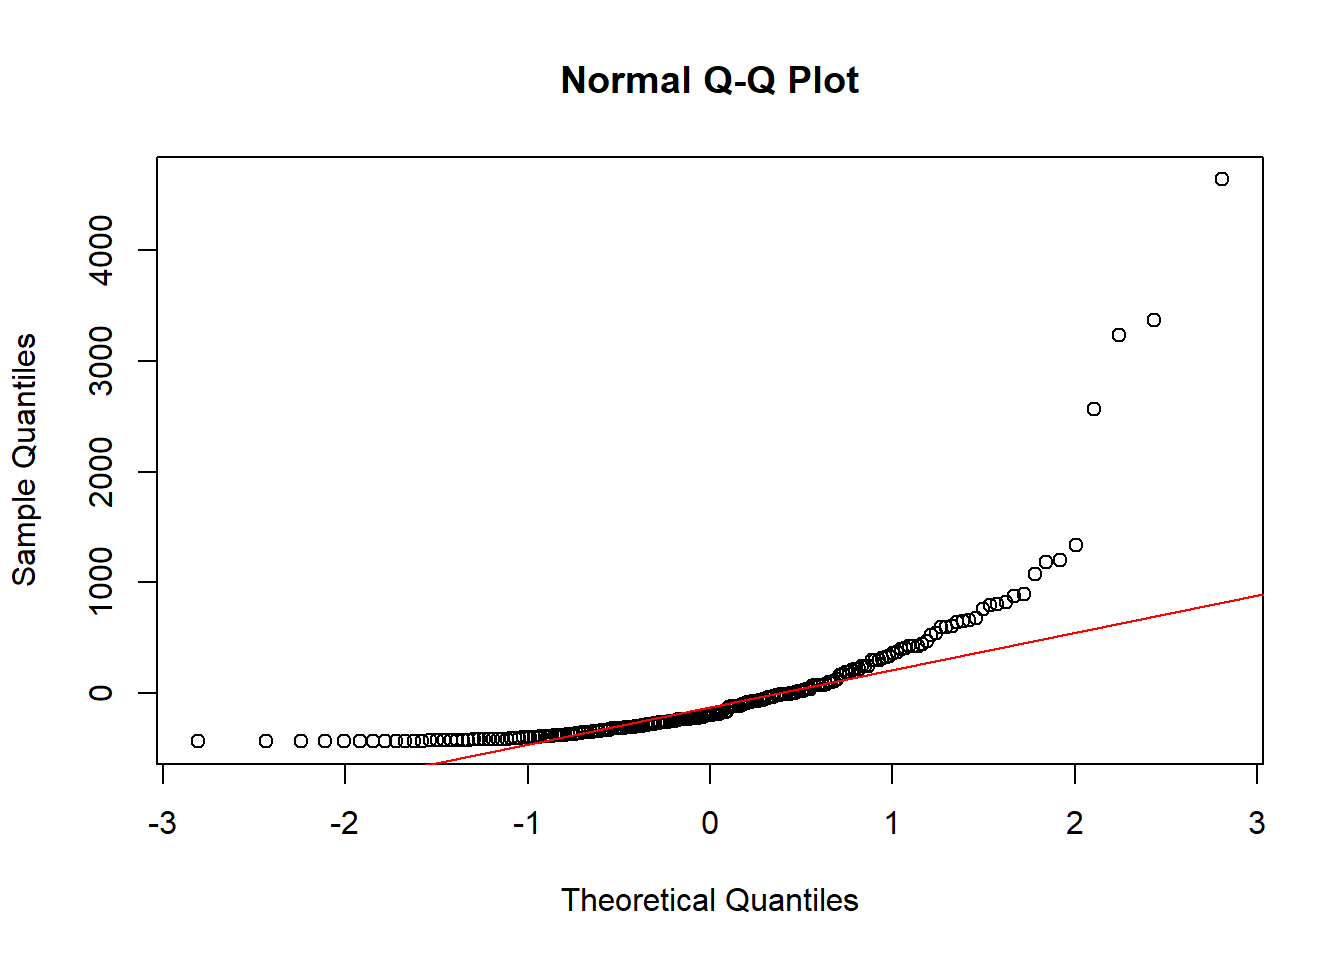 Normal Q-Q Plot
Sample Quantiles
4000
3000
2000
1000
0
-3 -2 -1 0 1 2 3
Theoretical Quantiles